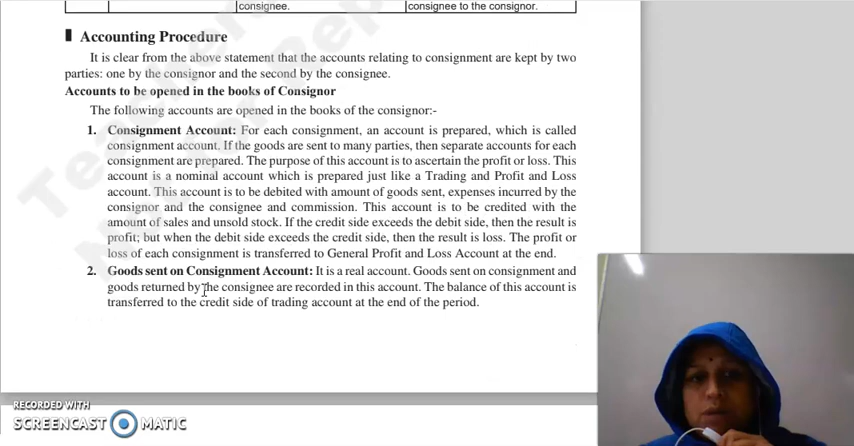 consignee.
consignee to the consignor.
Accounting Procedure
It is clear from the above statement that the accounts relating to consignment are kept by two
parties: one by the consignor and the second by the consignee.
Accounts to be opened in the books of Consignor
The following accounts are opened in the books of the consignor:-
1. Consignment Account: For each consignment, an account is prepared, which is called
consignment account. If the goods are sent to many parties, then separate accounts for each
consignment are prepared. The purpose of this account is to ascertain the profit or loss. This
account is a nominal account which is prepared just like a Trading and Profit and Loss
account. This account is to be debited with amount of goods sent, expenses incurred by the
consignor and the consignee and commission. This account is to be credited with the
amount of sales and unsold stock. If the credit side exceeds the debit side, then the result is
profit; but when the debit side exceeds the credit side, then the result is loss. The profit or
loss of each consignment is transferred to General Profit and Loss Account at the end.
2. Goods sent on Consignment Account: It is a real account. Goods sent on consignment and
goods returned by the consignee are recorded in this account. The balance of this account is
transferred to the credit side of trading account at the end of the period.
RECORDED WITH
SCREENCAST MATIC